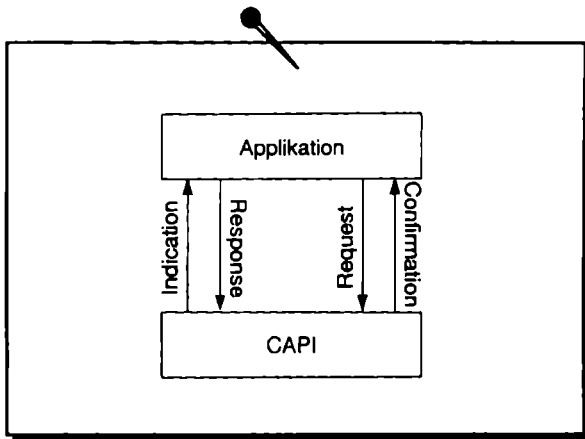 Applikation
Indication
Response
Request
Confirmation
CAPI